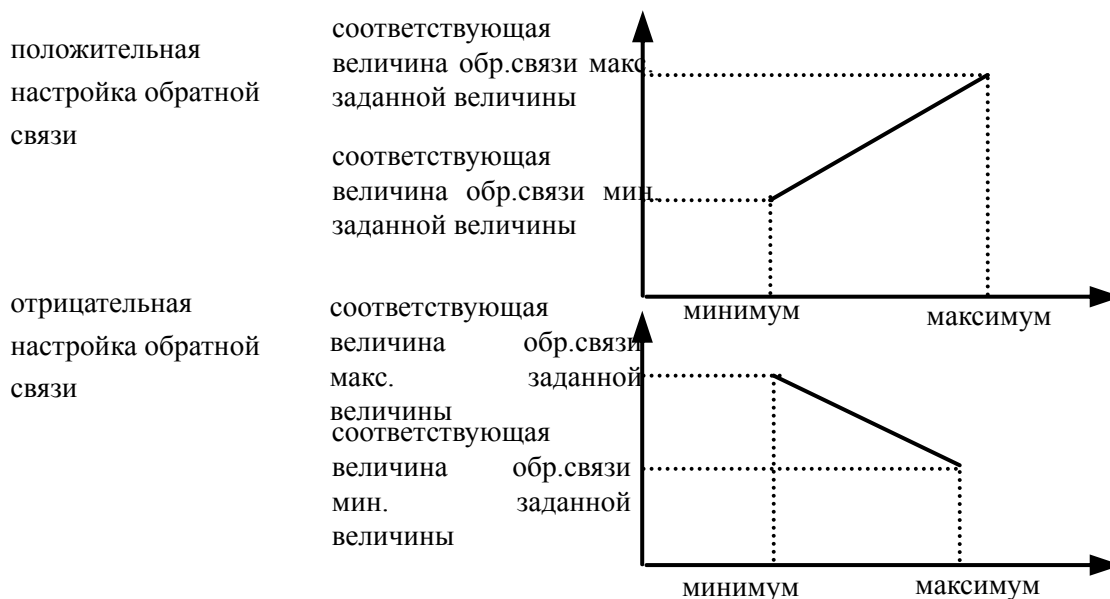 положительная
настройка обратной
связи
соответствующая
величина обр.связи макс.
заданной величины
соответствующая
величина обр.связи мин.
заданной величины
минимум
максимум
отрицательная
настройка обратной
связи
соответствующая
величина обр.связи
макс. заданной
величины
соответствующая
величина обр.связи
мин. заданной
величины
минимум
максимум